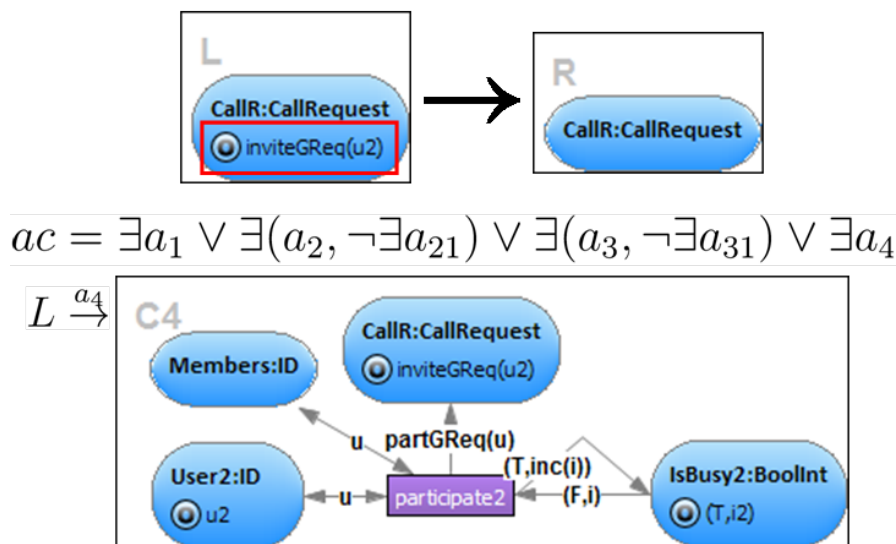 L
R
CallR:CallRequest
inviteGReq(u2)
CallR:CallRequest
ac = ∃a₁ ∨ ∃(a₂, ¬∃a₂₁) ∨ ∃(a₃, ¬∃a₃₁) ∨ ∃a₄
L →a₄
C4
CallR:CallRequest
inviteGReq(u2)
Members:ID
u
partGReq(u)
(T,inc(i))
User2:ID
u2
u
participate2
(F,i)
IsBusy2:BoolInt
(T,i2)